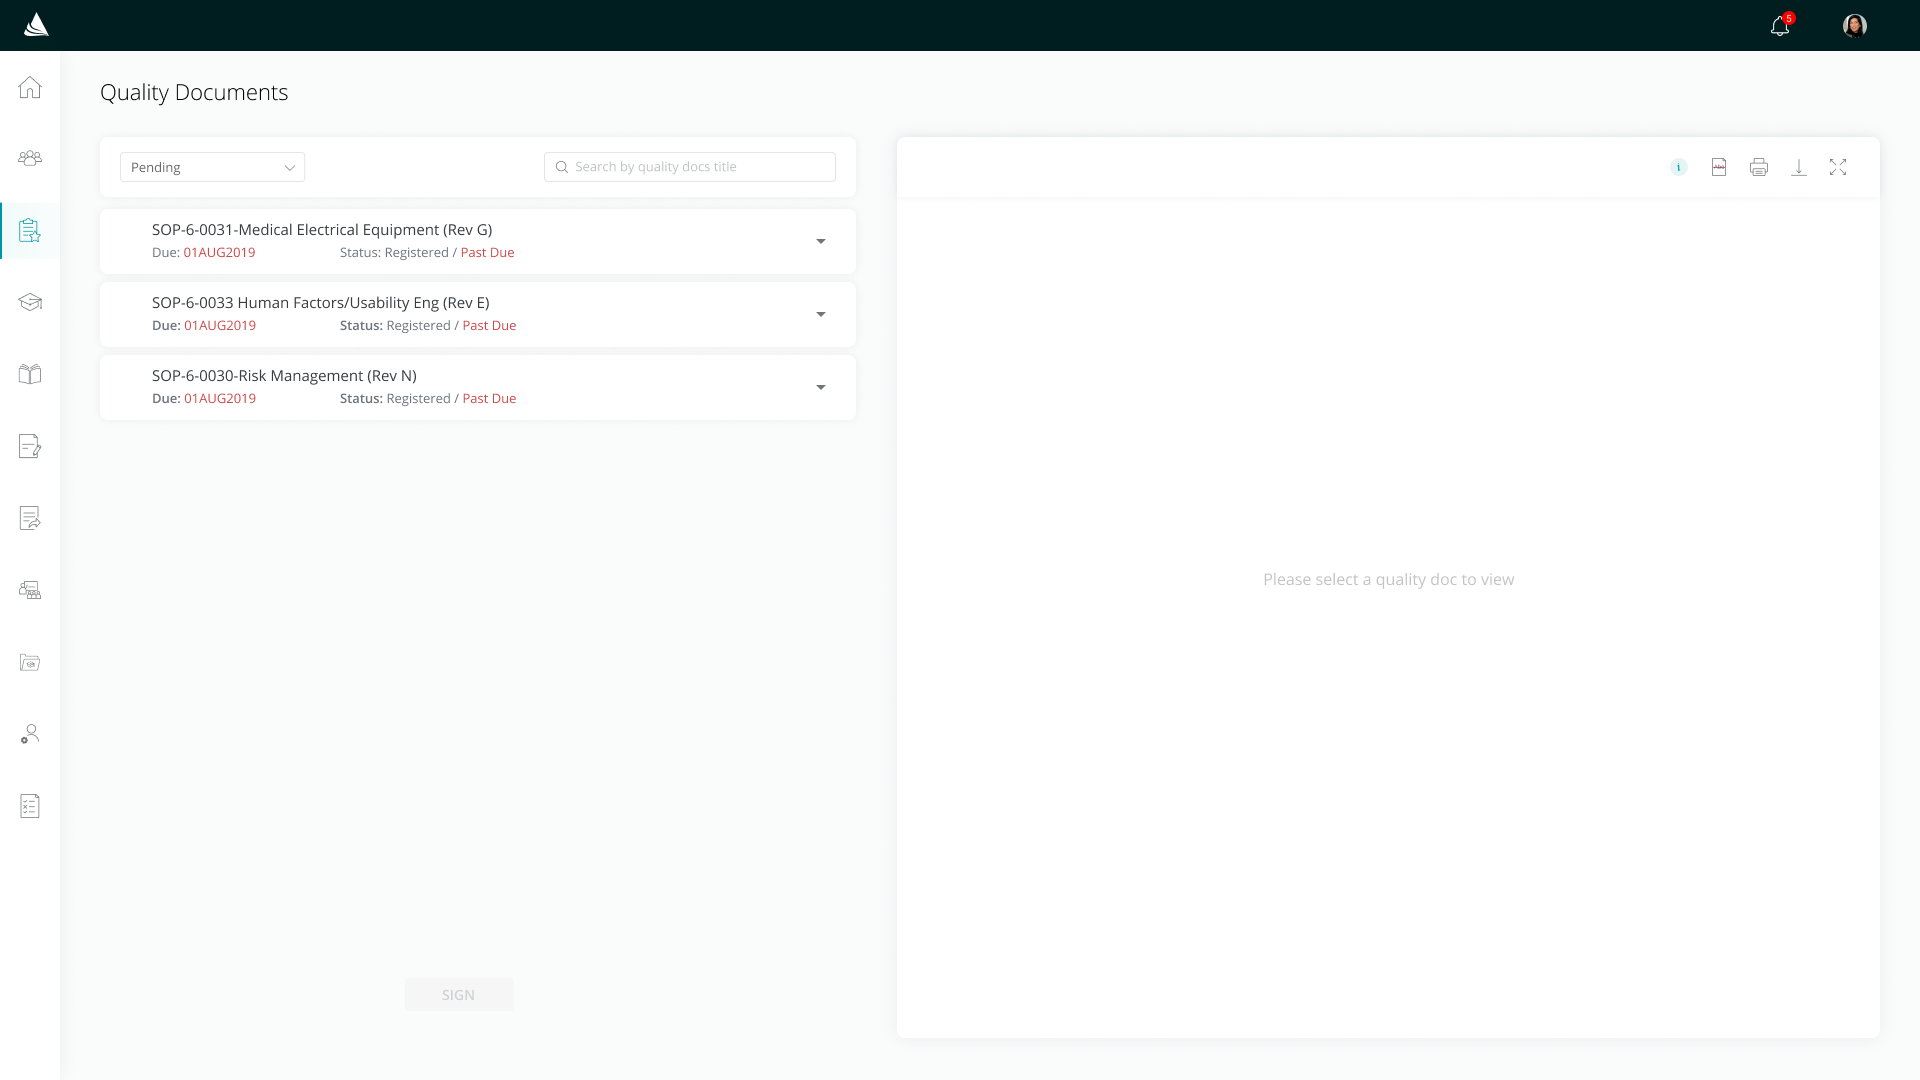 5
Quality Documents
Pending
Search by quality docs title
i
SOP-6-0031-Medical Electrical Equipment (Rev G)
Due: 01AUG2019 Status: Registered / Past Due
SOP-6-0033 Human Factors/Usability Eng (Rev E)
Due: 01AUG2019 Status: Registered / Past Due
SOP-6-0030-Risk Management (Rev N)
Due: 01AUG2019 Status: Registered / Past Due
Please select a quality doc to view
SIGN